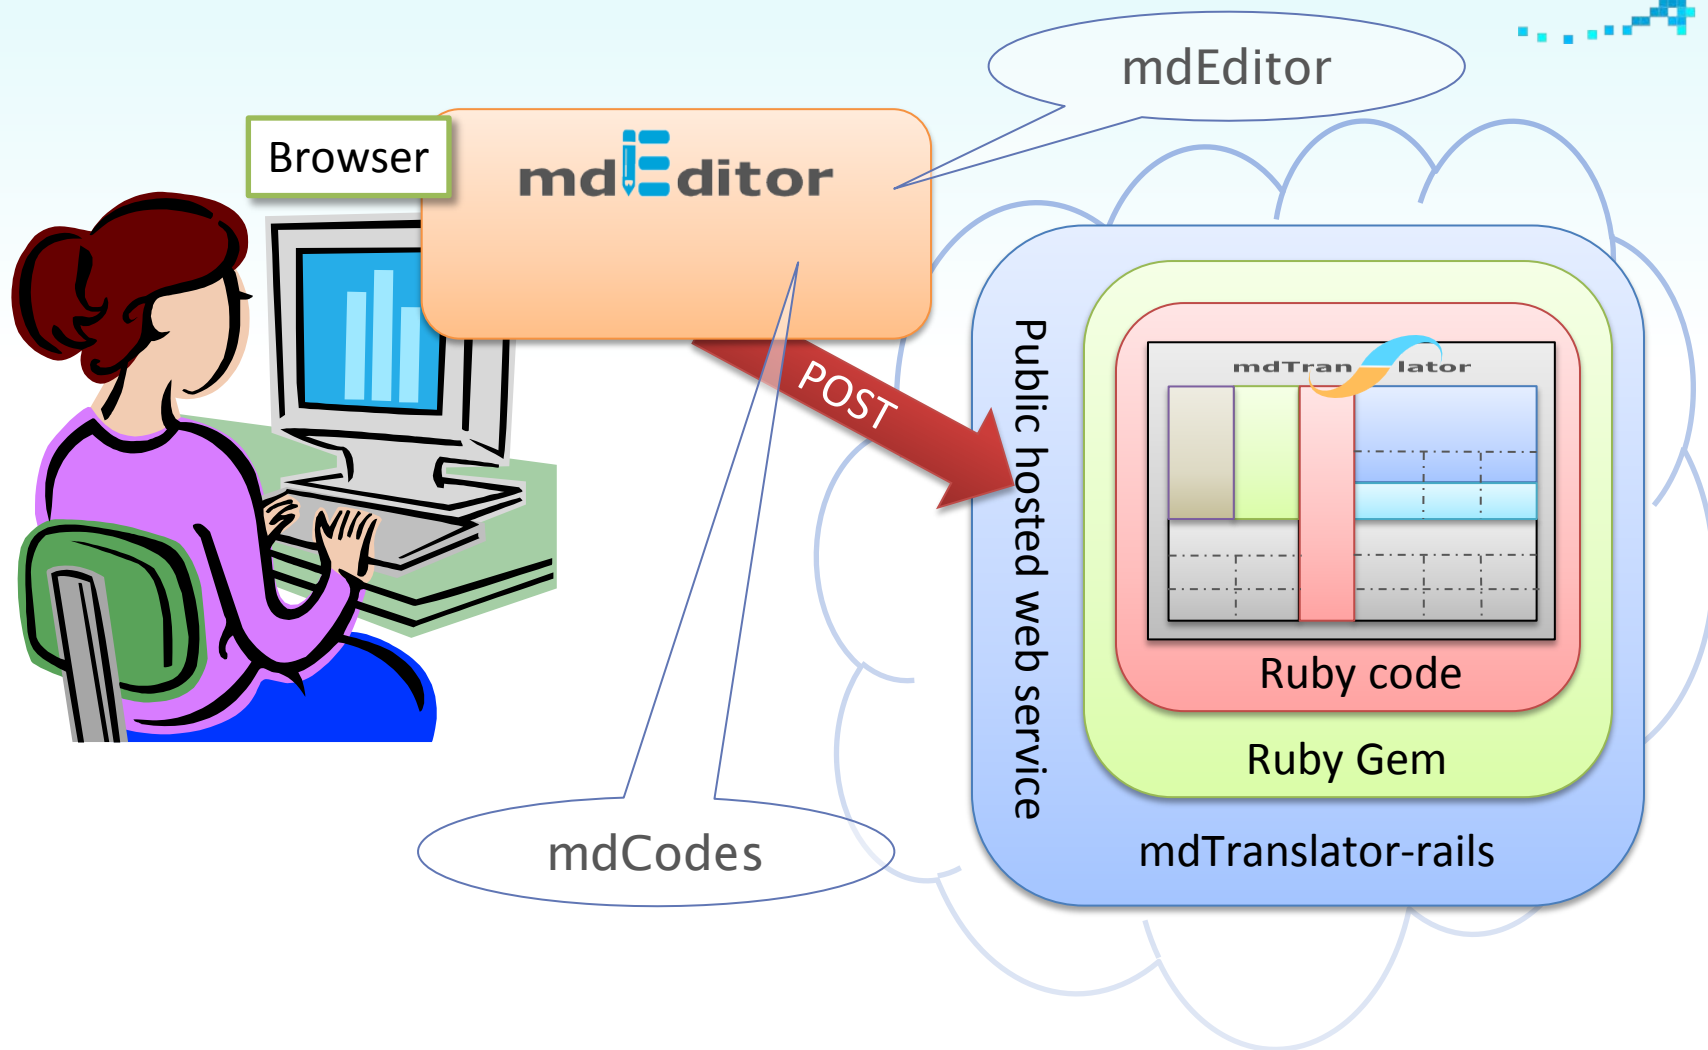 mdEditor
Browser
mdEditor
POST
Public hosted web service
mdTranslator
Ruby code
Ruby Gem
mdCodes
mdTranslator-rails